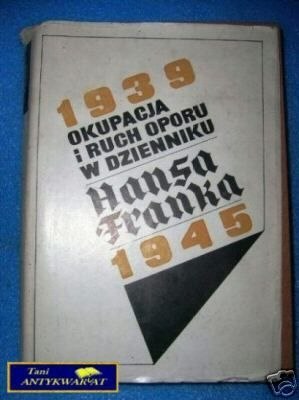 1939
OKUPACJA
i RUCH OPORU
W DZIENNIKU
Hansa
Franka
1945
Tani
ANTYKWARIAT